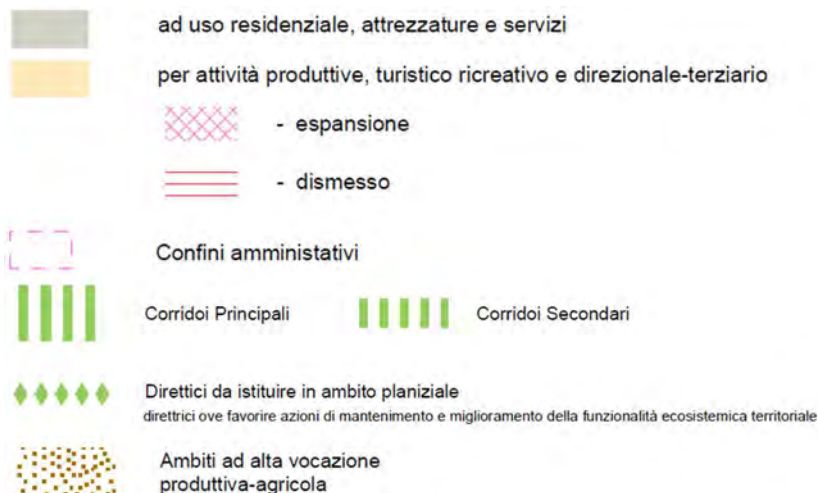 ad uso residenziale, attrezzature e servizi
per attività produttive, turistico ricreativo e direzionale-terziario
- espansione
- dismesso
Confini amministativi
Corridoi Principali
Corridoi Secondari
Direttici da istituire in ambito planiziale
direttrici ove favorire azioni di mantenimento e miglioramento della funzionalità ecosistemica territoriale
Ambiti ad alta vocazione
produttiva-agricola